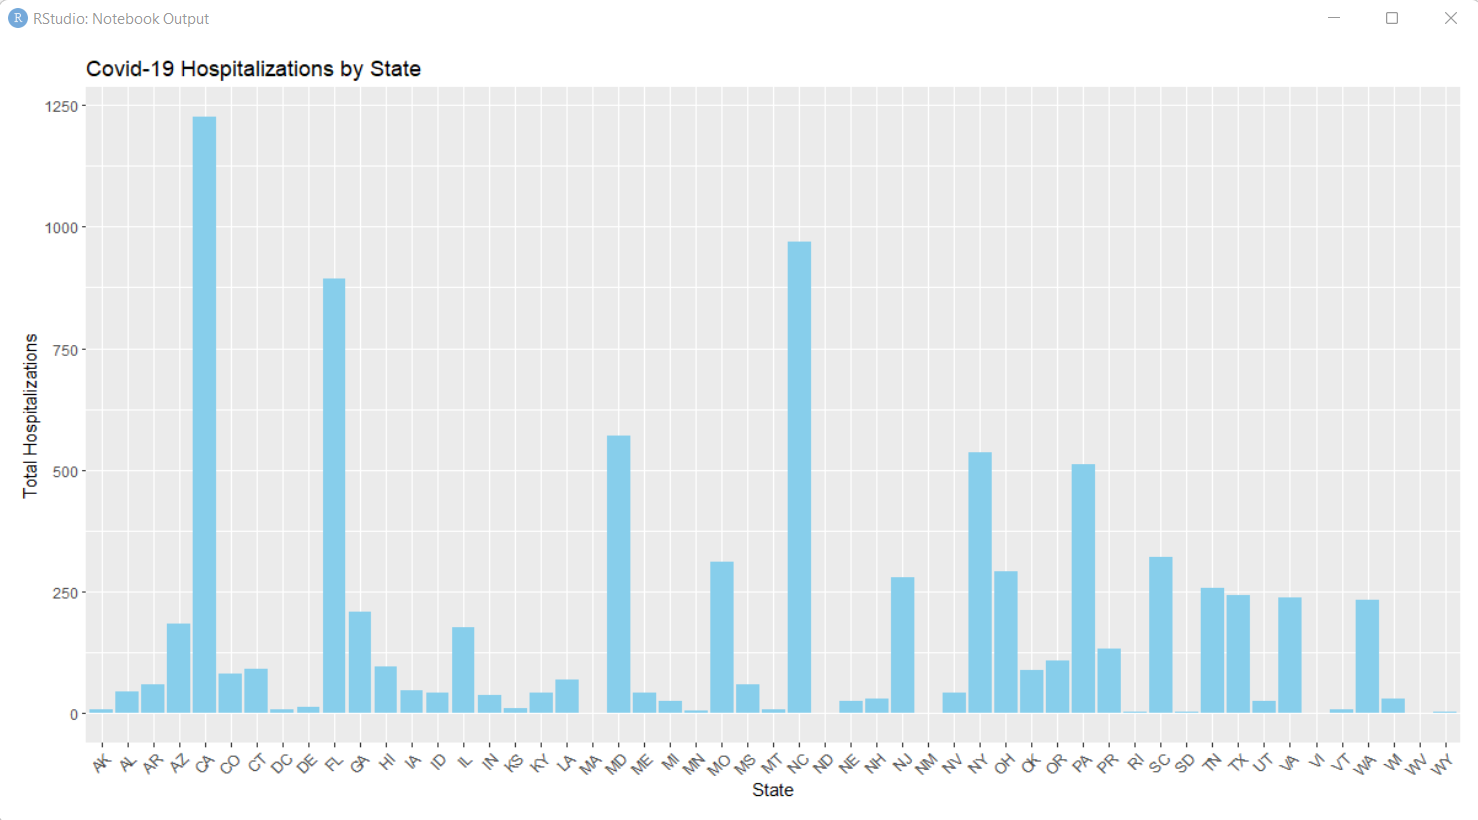 R RStudio: Notebook Output
Covid-19 Hospitalizations by State
Total Hospitalizations
1250
1000
750
500
250
0
AK AL AR AZ CA CO CT DC DE FL GA HI IA ID IL IN KS KY LA MA MD ME MI MN MO MS MT NC ND NE NH NJ NM NV NY OH OK OR PA PR RI SC SD TN TX UT VA VI VT WA WI WV WY
State